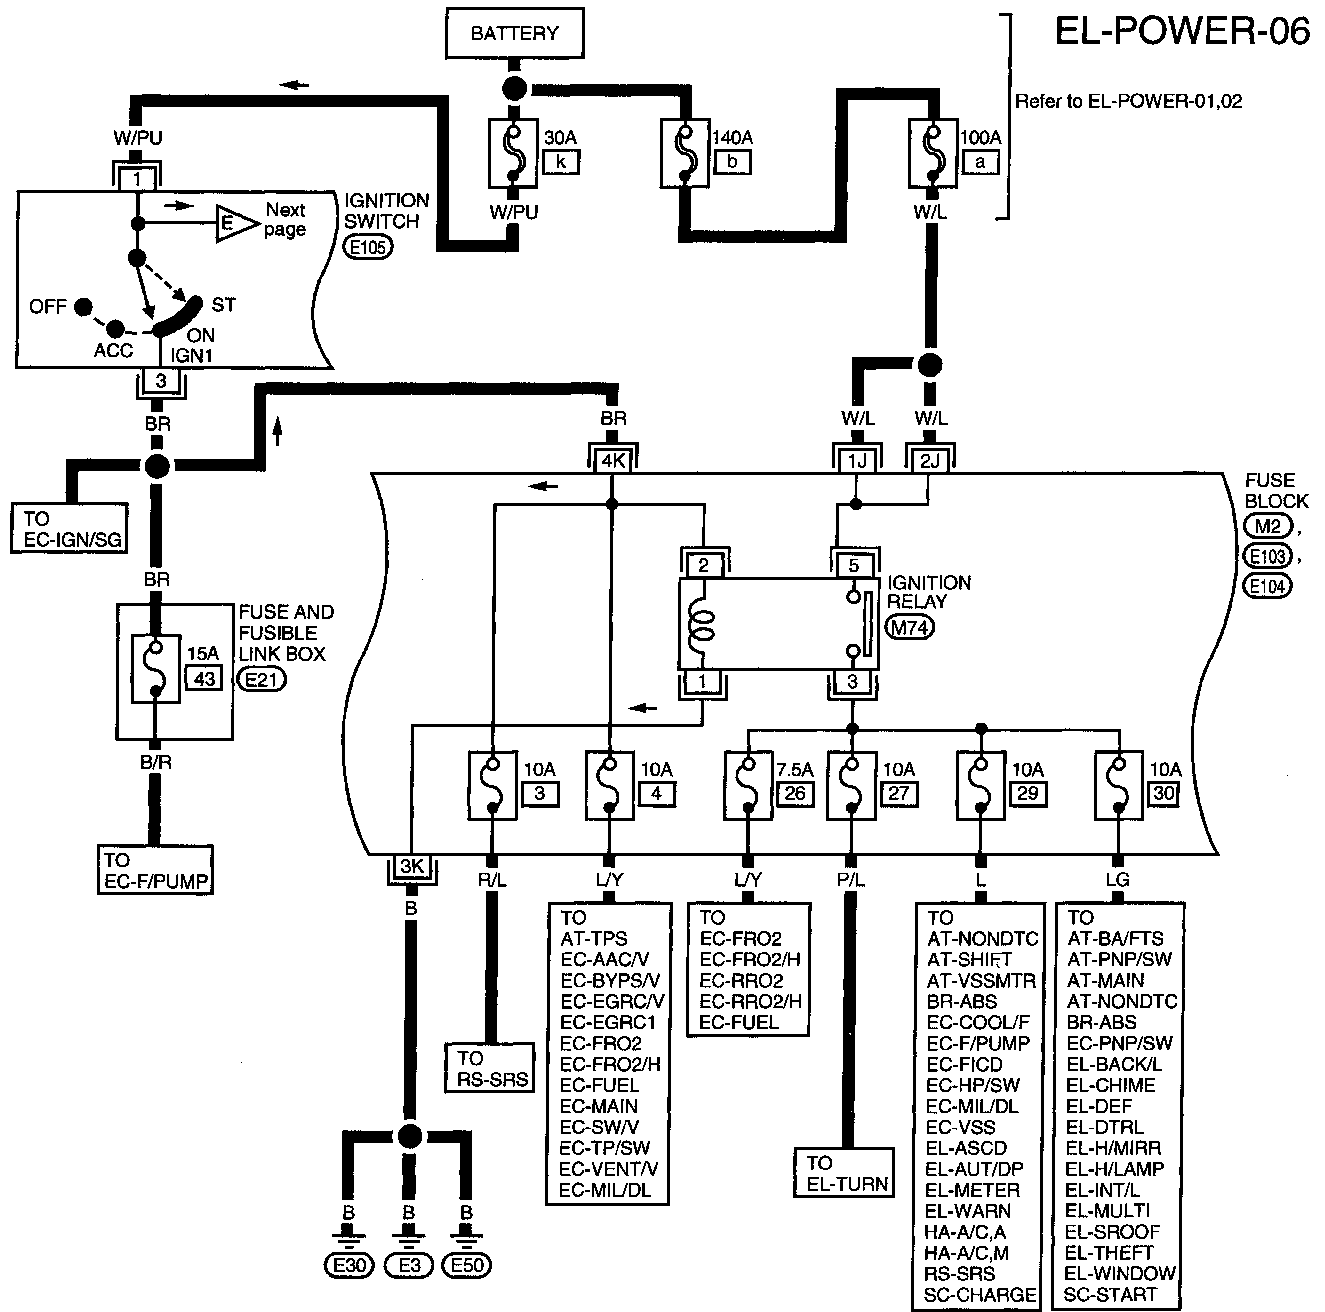 BATTERY
EL-POWER-06
Refer to EL-POWER-01,02
W/PU
30A
k
140A
b
100A
a
1
W/PU
W/L
IGNITION
SWITCH
E105
E
Next
page
OFF
ST
ACC
ON
IGN1
3
BR
BR
W/L
W/L
4K
1J
2J
TO
EC-IGN/SG
FUSE
BLOCK
M2 ,
E103 ,
E104
BR
2
5
IGNITION
RELAY
M74
FUSE AND
FUSIBLE
LINK BOX
E21
15A
43
1
3
B/R
10A
3
10A
4
7.5A
26
10A
27
10A
29
10A
30
TO
EC-F/PUMP
3K
B
R/L
L/Y
L/Y
P/L
L
LG
TO
RS-SRS
TO
AT-TPS
EC-AAC/V
EC-BYPS/V
EC-EGRC/V
EC-EGRC1
EC-FRO2
EC-FRO2/H
EC-FUEL
EC-MAIN
EC-SW/V
EC-TP/SW
EC-VENT/V
EC-MIL/DL
TO
EC-FRO2
EC-FRO2/H
EC-RRO2
EC-RRO2/H
EC-FUEL
TO
EL-TURN
TO
AT-NONDTC
AT-SHIFT
AT-VSSMTR
BR-ABS
EC-COOL/F
EC-F/PUMP
EC-FICD
EC-HP/SW
EC-MIL/DL
EC-VSS
EL-ASCD
EL-AUT/DP
EL-METER
EL-WARN
HA-A/C,A
HA-A/C,M
RS-SRS
SC-CHARGE
TO
AT-BA/FTS
AT-PNP/SW
AT-MAIN
AT-NONDTC
BR-ABS
EC-PNP/SW
EL-BACK/L
EL-CHIME
EL-DEF
EL-DTRL
EL-H/MIRR
EL-H/LAMP
EL-INT/L
EL-MULTI
EL-SROOF
EL-THEFT
EL-WINDOW
SC-START
B
B
B
E30
E3
E50